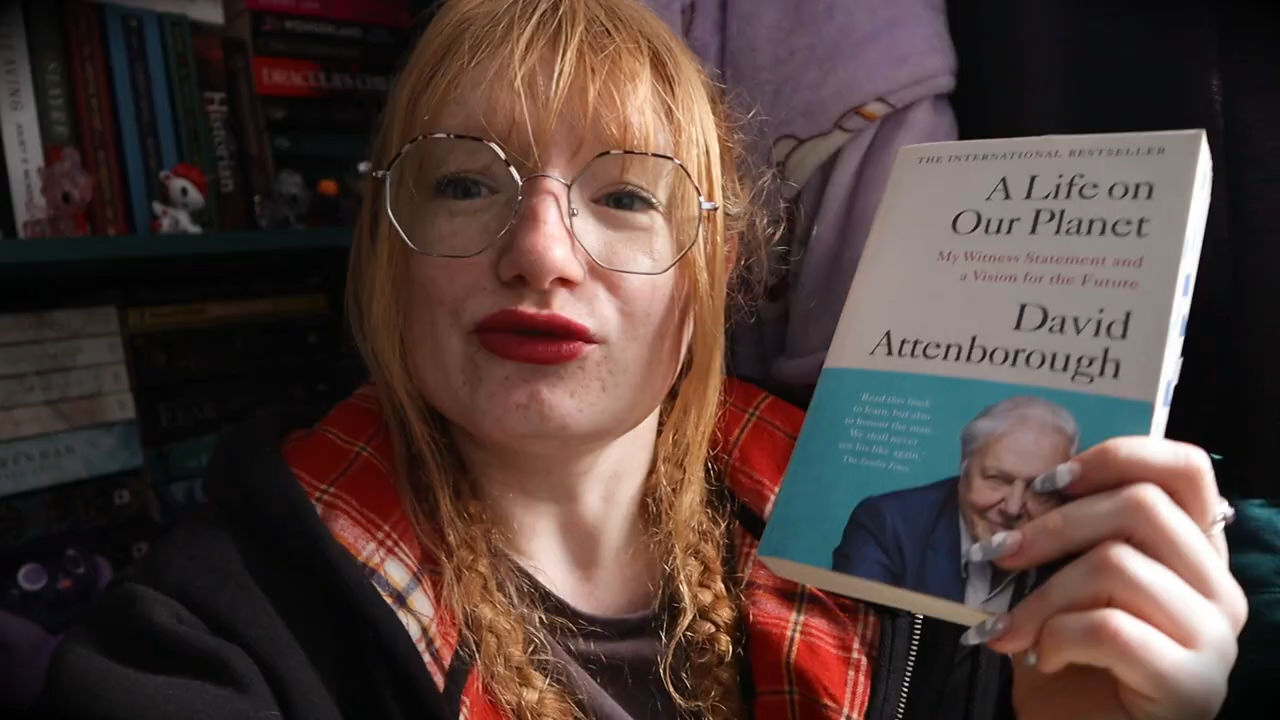 THE INTERNATIONAL BESTSELLER
A Life on
Our Planet
My Witness Statement and
a Vision for the Future
David
Attenborough
'Read this book
to learn, but also
to honour the man.
We shall never
see his like again.'
The Sunday Times
DRACULA'S
Historian